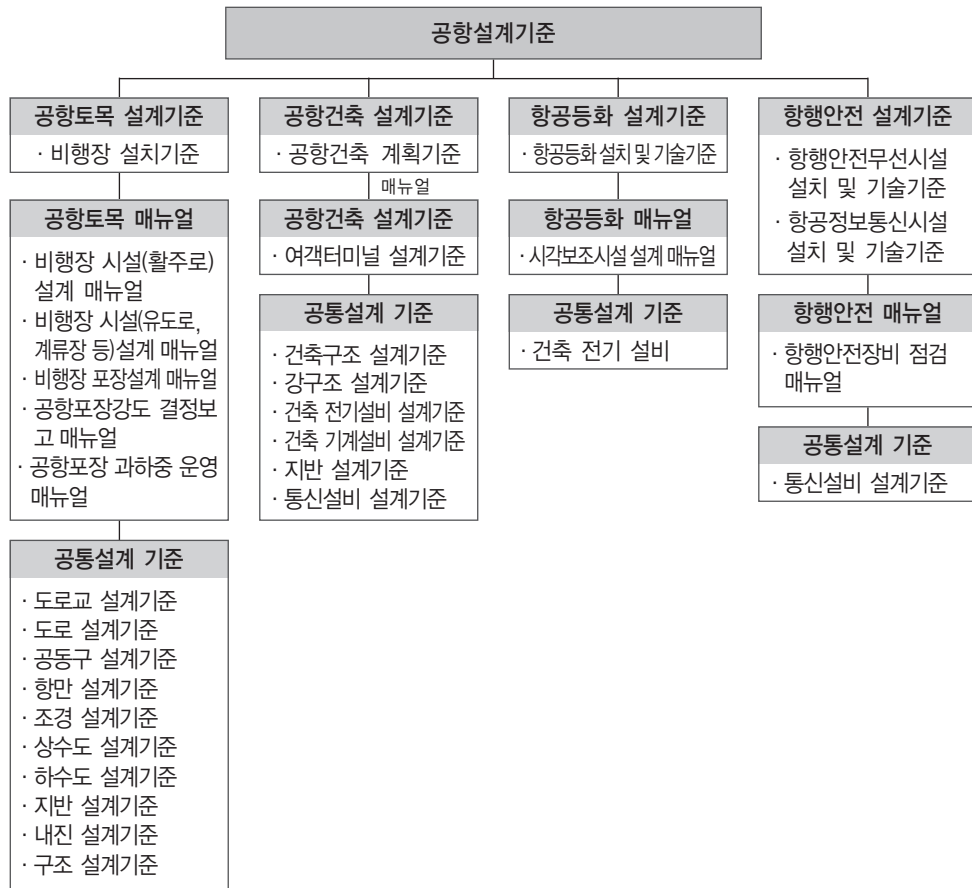 공항설계기준
공항토목 설계기준
· 비행장 설치기준
공항토목 매뉴얼
· 비행장 시설(활주로)
설계 매뉴얼
· 비행장 시설(유도로,
계류장 등)설계 매뉴얼
· 비행장 포장설계 매뉴얼
· 공항포장강도 결정보
고 매뉴얼
· 공항포장 과하중 운영
매뉴얼
공통설계 기준
· 도로교 설계기준
· 도로 설계기준
· 공동구 설계기준
· 항만 설계기준
· 조경 설계기준
· 상수도 설계기준
· 하수도 설계기준
· 지반 설계기준
· 내진 설계기준
· 구조 설계기준
공항건축 설계기준
· 공항건축 계획기준
매뉴얼
공항건축 설계기준
· 여객터미널 설계기준
공통설계 기준
· 건축구조 설계기준
· 강구조 설계기준
· 건축 전기설비 설계기준
· 건축 기계설비 설계기준
· 지반 설계기준
· 통신설비 설계기준
항공등화 설계기준
· 항공등화 설치 및 기술기준
항공등화 매뉴얼
· 시각보조시설 설계 매뉴얼
공통설계 기준
· 건축 전기 설비
항행안전 설계기준
· 항행안전무선시설
설치 및 기술기준
· 항공정보통신시설
설치 및 기술기준
항행안전 매뉴얼
· 항행안전장비 점검
매뉴얼
공통설계 기준
· 통신설비 설계기준